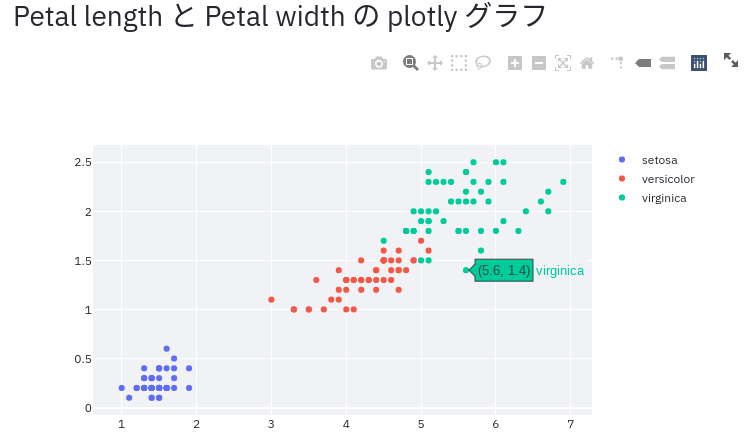 Petal length と Petal width の plotly グラフ
2.5
2
1.5
1
0.5
0
1 2 3 4 5 6 7
(5.6, 1.4) virginica
setosa
versicolor
virginica